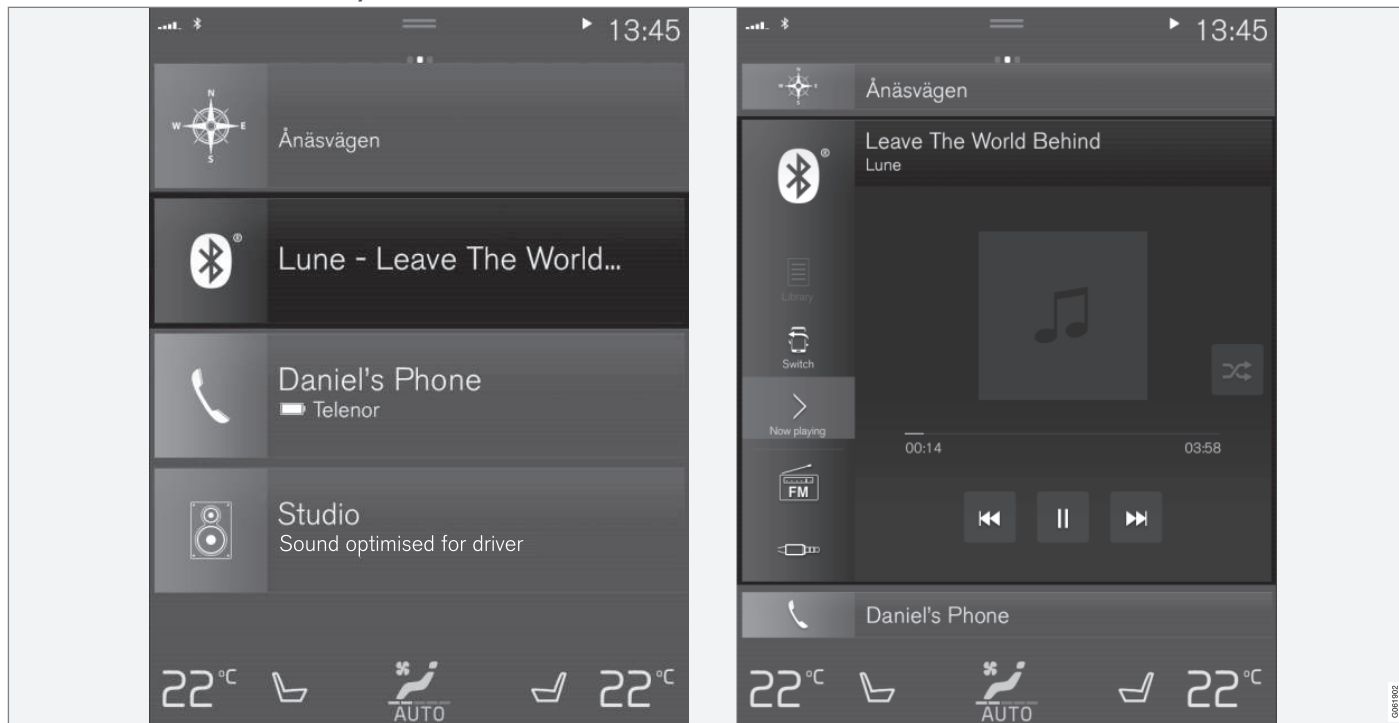 13:45
N
W E
S
Ånäsvägen
®
Lune - Leave The World...
Daniel's Phone
Telenor
Studio
Sound optimised for driver
22°C
AUTO
22°C
13:45
N
W E
S
Ånäsvägen
®
Leave The World Behind
Lune
Library
Switch
Now playing
00:14 03:58
FM
Daniel's Phone
22°C
AUTO
22°C
G061902